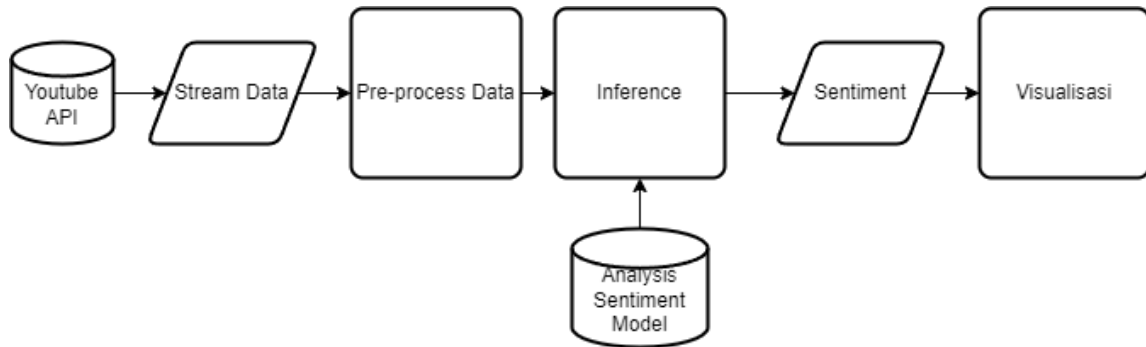 Youtube
API
Stream Data
Pre-process Data
Inference
Sentiment
Visualisasi
Analysis
Sentiment
Model